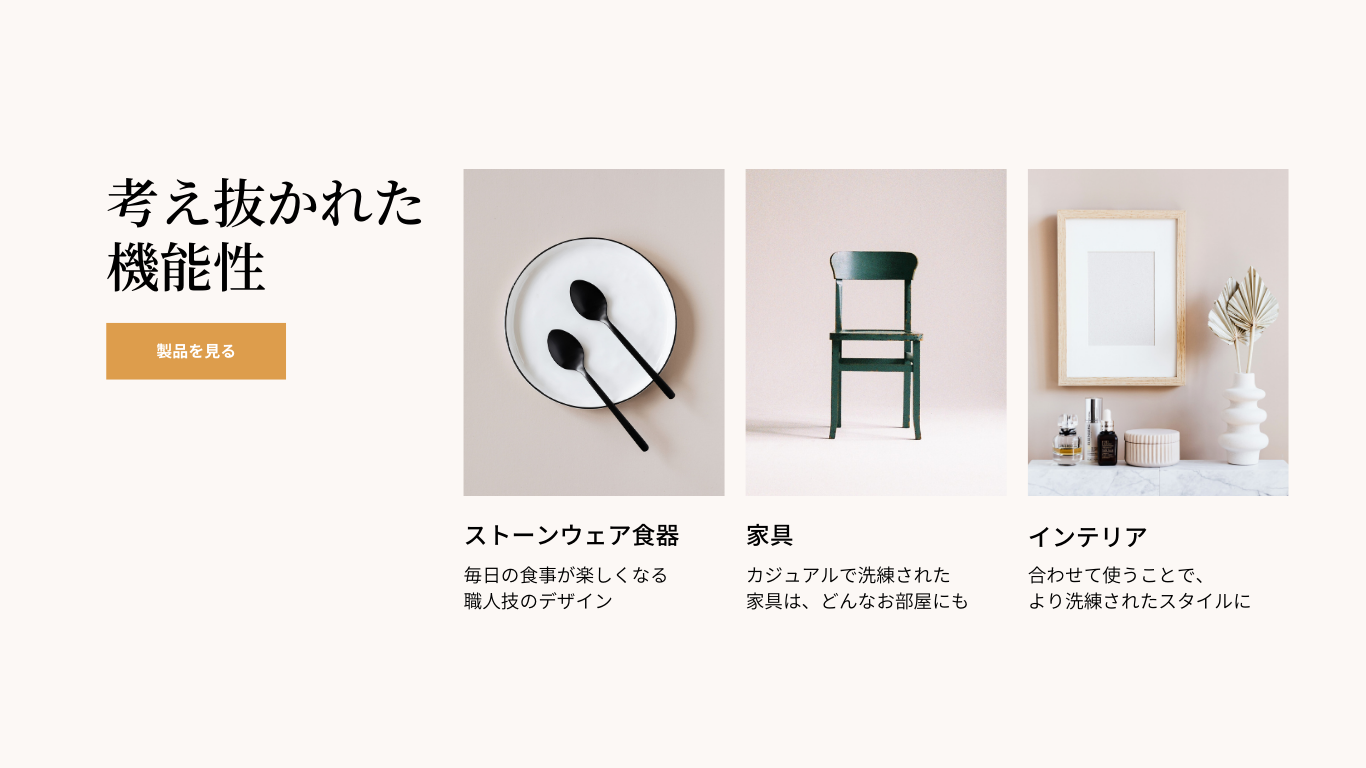 考え抜かれた
機能性
製品を見る
ストーンウェア食器
毎日の食事が楽しくなる
職人技のデザイン
家具
カジュアルで洗練された
家具は、どんなお部屋にも
インテリア
合わせて使うことで、
より洗練されたスタイルに